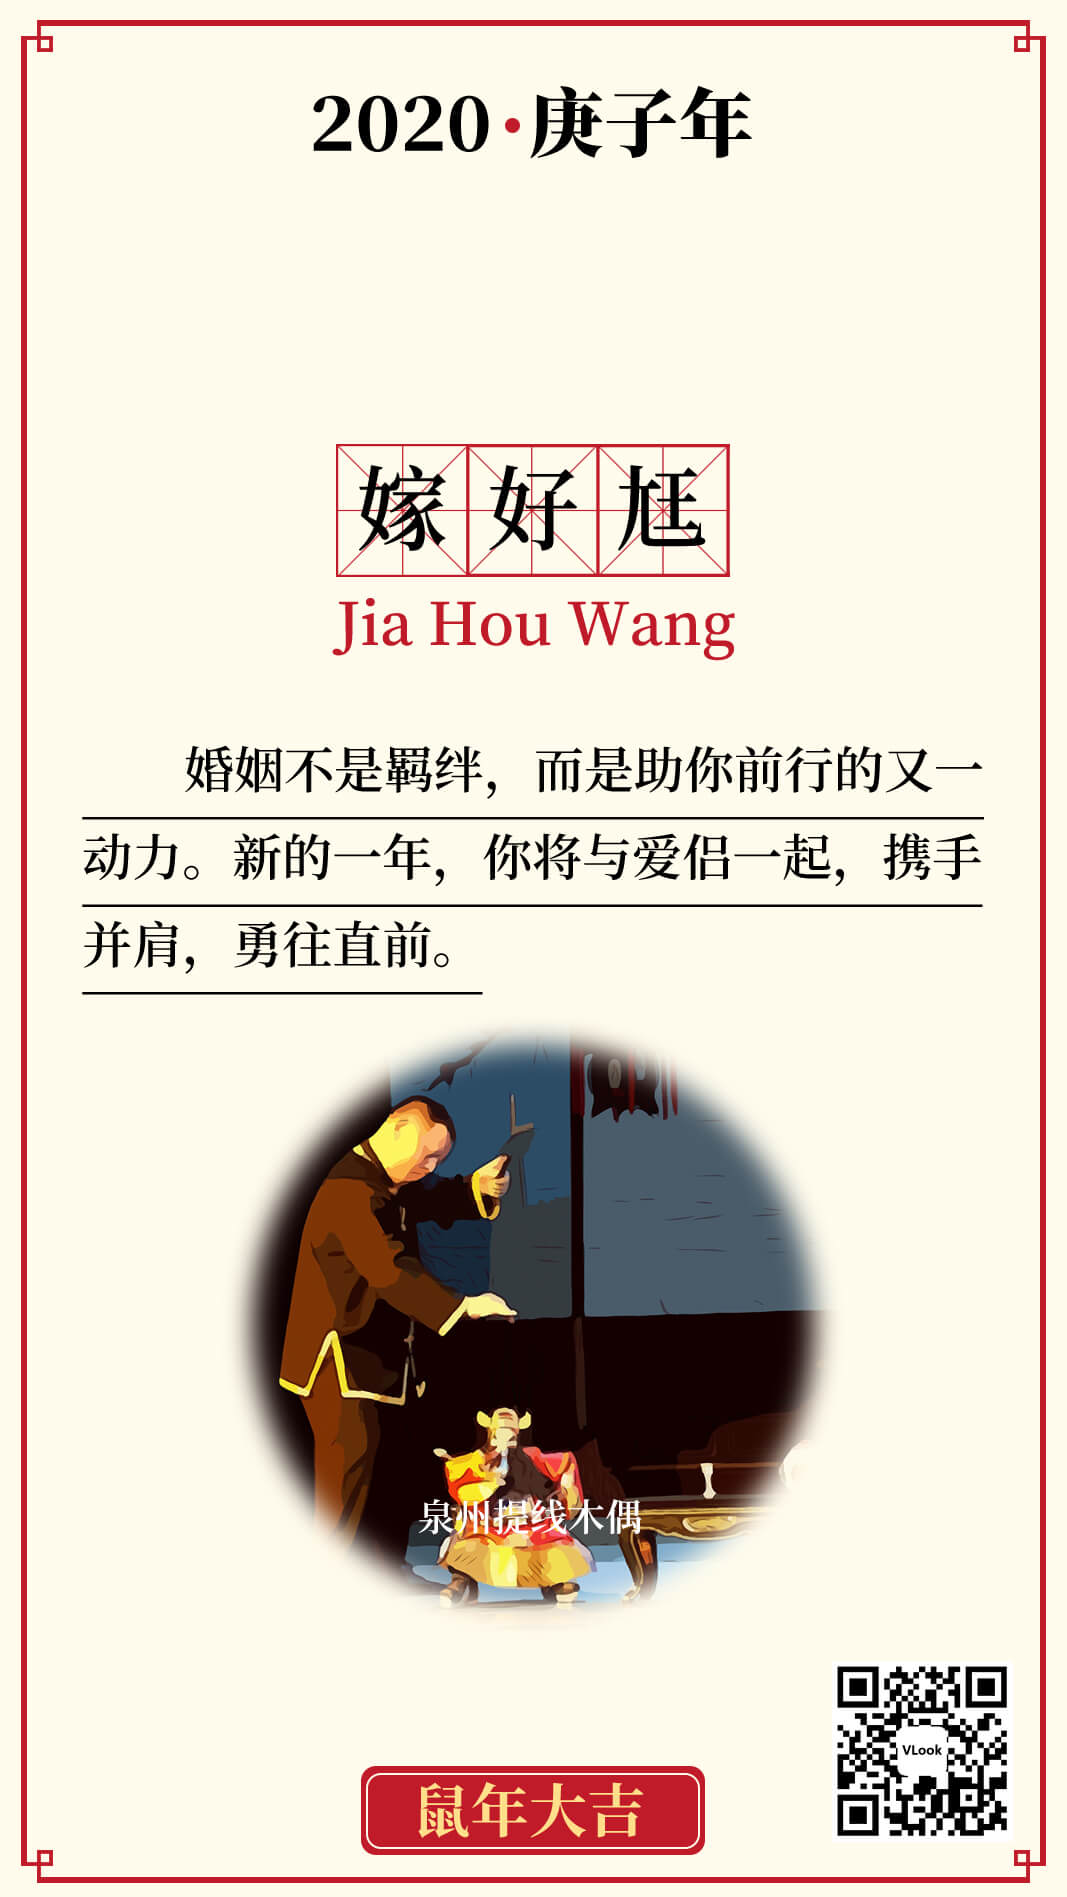 2020·庚子年
嫁好尪
Jia Hou Wang
婚姻不是羁绊，而是助你前行的又一
动力。新的一年，你将与爱侣一起，携手
并肩，勇往直前。
泉州提线木偶
VLook
鼠年大吉